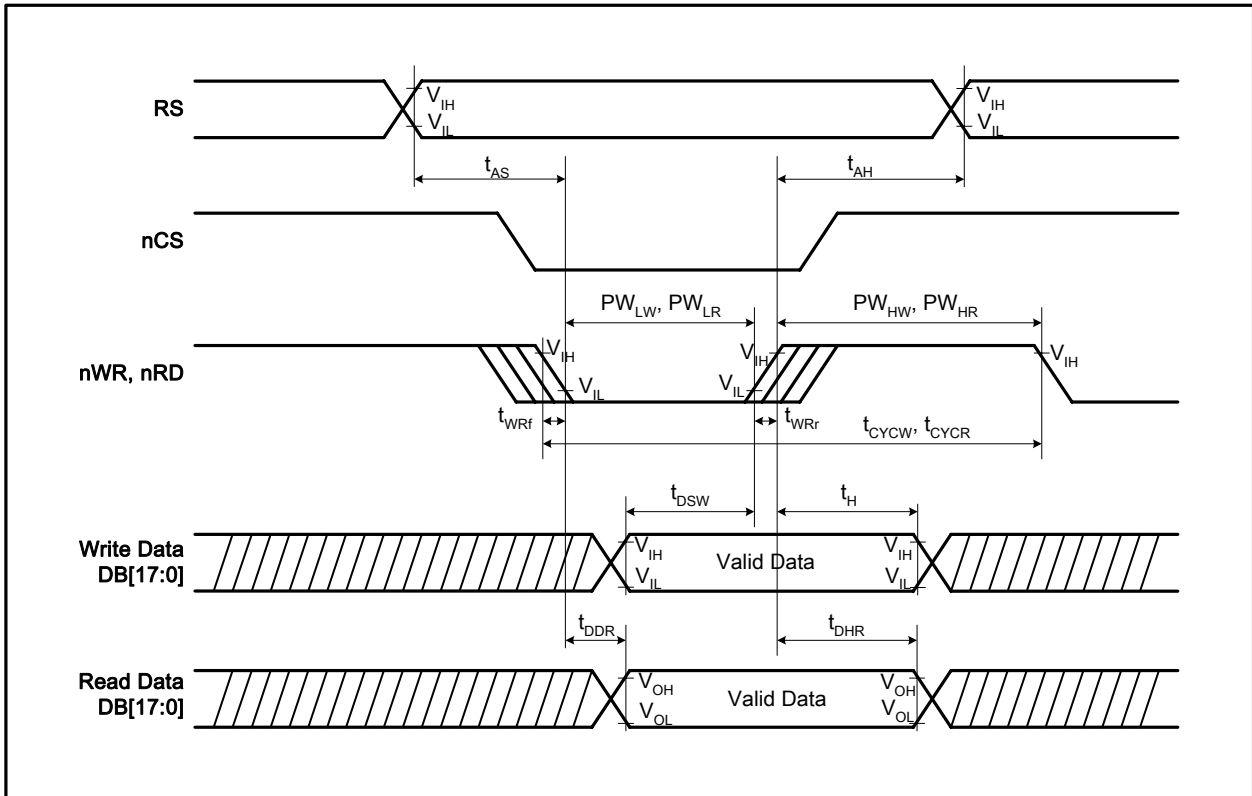 RS
VIH
VIL
VIH
VIL
tAS
tAH
nCS
PWLW, PWLR
PWHW, PWHR
nWR, nRD
VIH
VIL
VIH
VIL
VIH
tWRf
tWRr
tCYCW, tCYCR
tDSW
tH
Write Data
DB[17:0]
VIH
VIL
Valid Data
VIH
VIL
tDDR
tDHR
Read Data
DB[17:0]
VOH
VOL
Valid Data
VOH
VOL